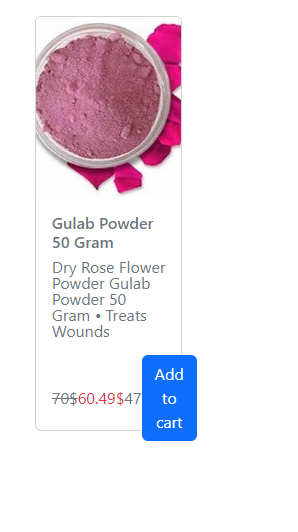 Gulab Powder
50 Gram
Dry Rose Flower
Powder Gulab
Powder 50
Gram • Treats
Wounds
70$60.49$47
Add
to
cart